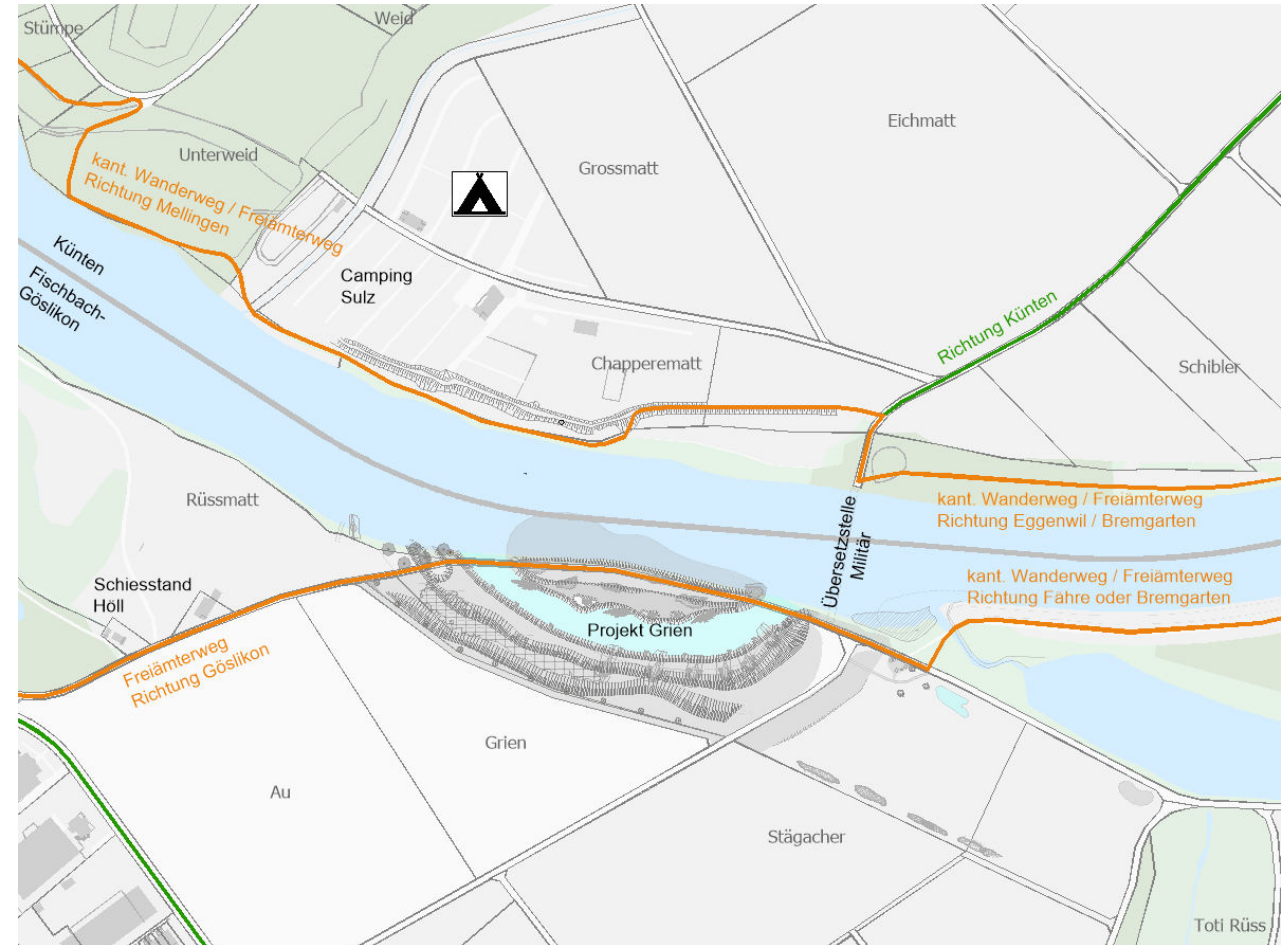 Stümpe
Weid
Eichmatt
Unterweid
Grossmatt
kant. Wanderweg / Freiämterweg
Richtung Mellingen
Künten
Fischbach-
Göslikon
Camping
Sulz
Richtung Künten
Chapperematt
Schibler
Rüssmatt
kant. Wanderweg / Freiämterweg
Richtung Eggenwil / Bremgarten
Übersetzstelle
Militär
Schiesstand
Höll
kant. Wanderweg / Freiämterweg
Richtung Fähre oder Bremgarten
Projekt Grien
Freiämterweg
Richtung Göslikon
Grien
Au
Stägacher
Toti Rüss